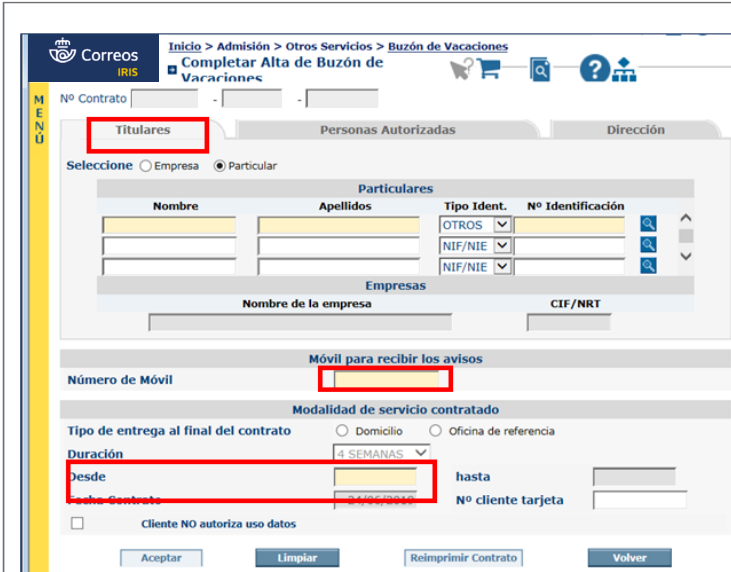 Correos
IRIS
Inicio > Admisión > Otros Servicios > Buzón de Vacaciones
Completar Alta de Buzón de
Vacaciones
MENÚ
Nº Contrato - -
Titulares Personas Autorizadas Dirección
Seleccione Empresa Particular
Particulares
Nombre Apellidos Tipo Ident. Nº Identificación
OTROS
NIF/NIE
NIF/NIE
Empresas
Nombre de la empresa CIF/NRT
Móvil para recibir los avisos
Número de Móvil
Modalidad de servicio contratado
Tipo de entrega al final del contrato Domicilio Oficina de referencia
Duración 4 SEMANAS
Desde hasta
Fecha Contrato 24/06/2019 Nº cliente tarjeta
Cliente NO autoriza uso datos
Aceptar Limpiar Reimprimir Contrato Volver